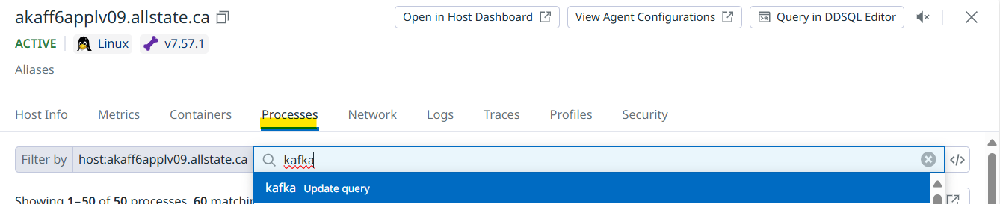 akaff6applv09.allstate.ca Open in Host Dashboard View Agent Configurations Query in DDSQL Editor
ACTIVE Linux v7.57.1
Aliases
Host Info Metrics Containers Processes Network Logs Traces Profiles Security
Filter by host:akaff6applv09.allstate.ca kafka </>
kafka Update query
Showing 1–50 of 50 processes, 60